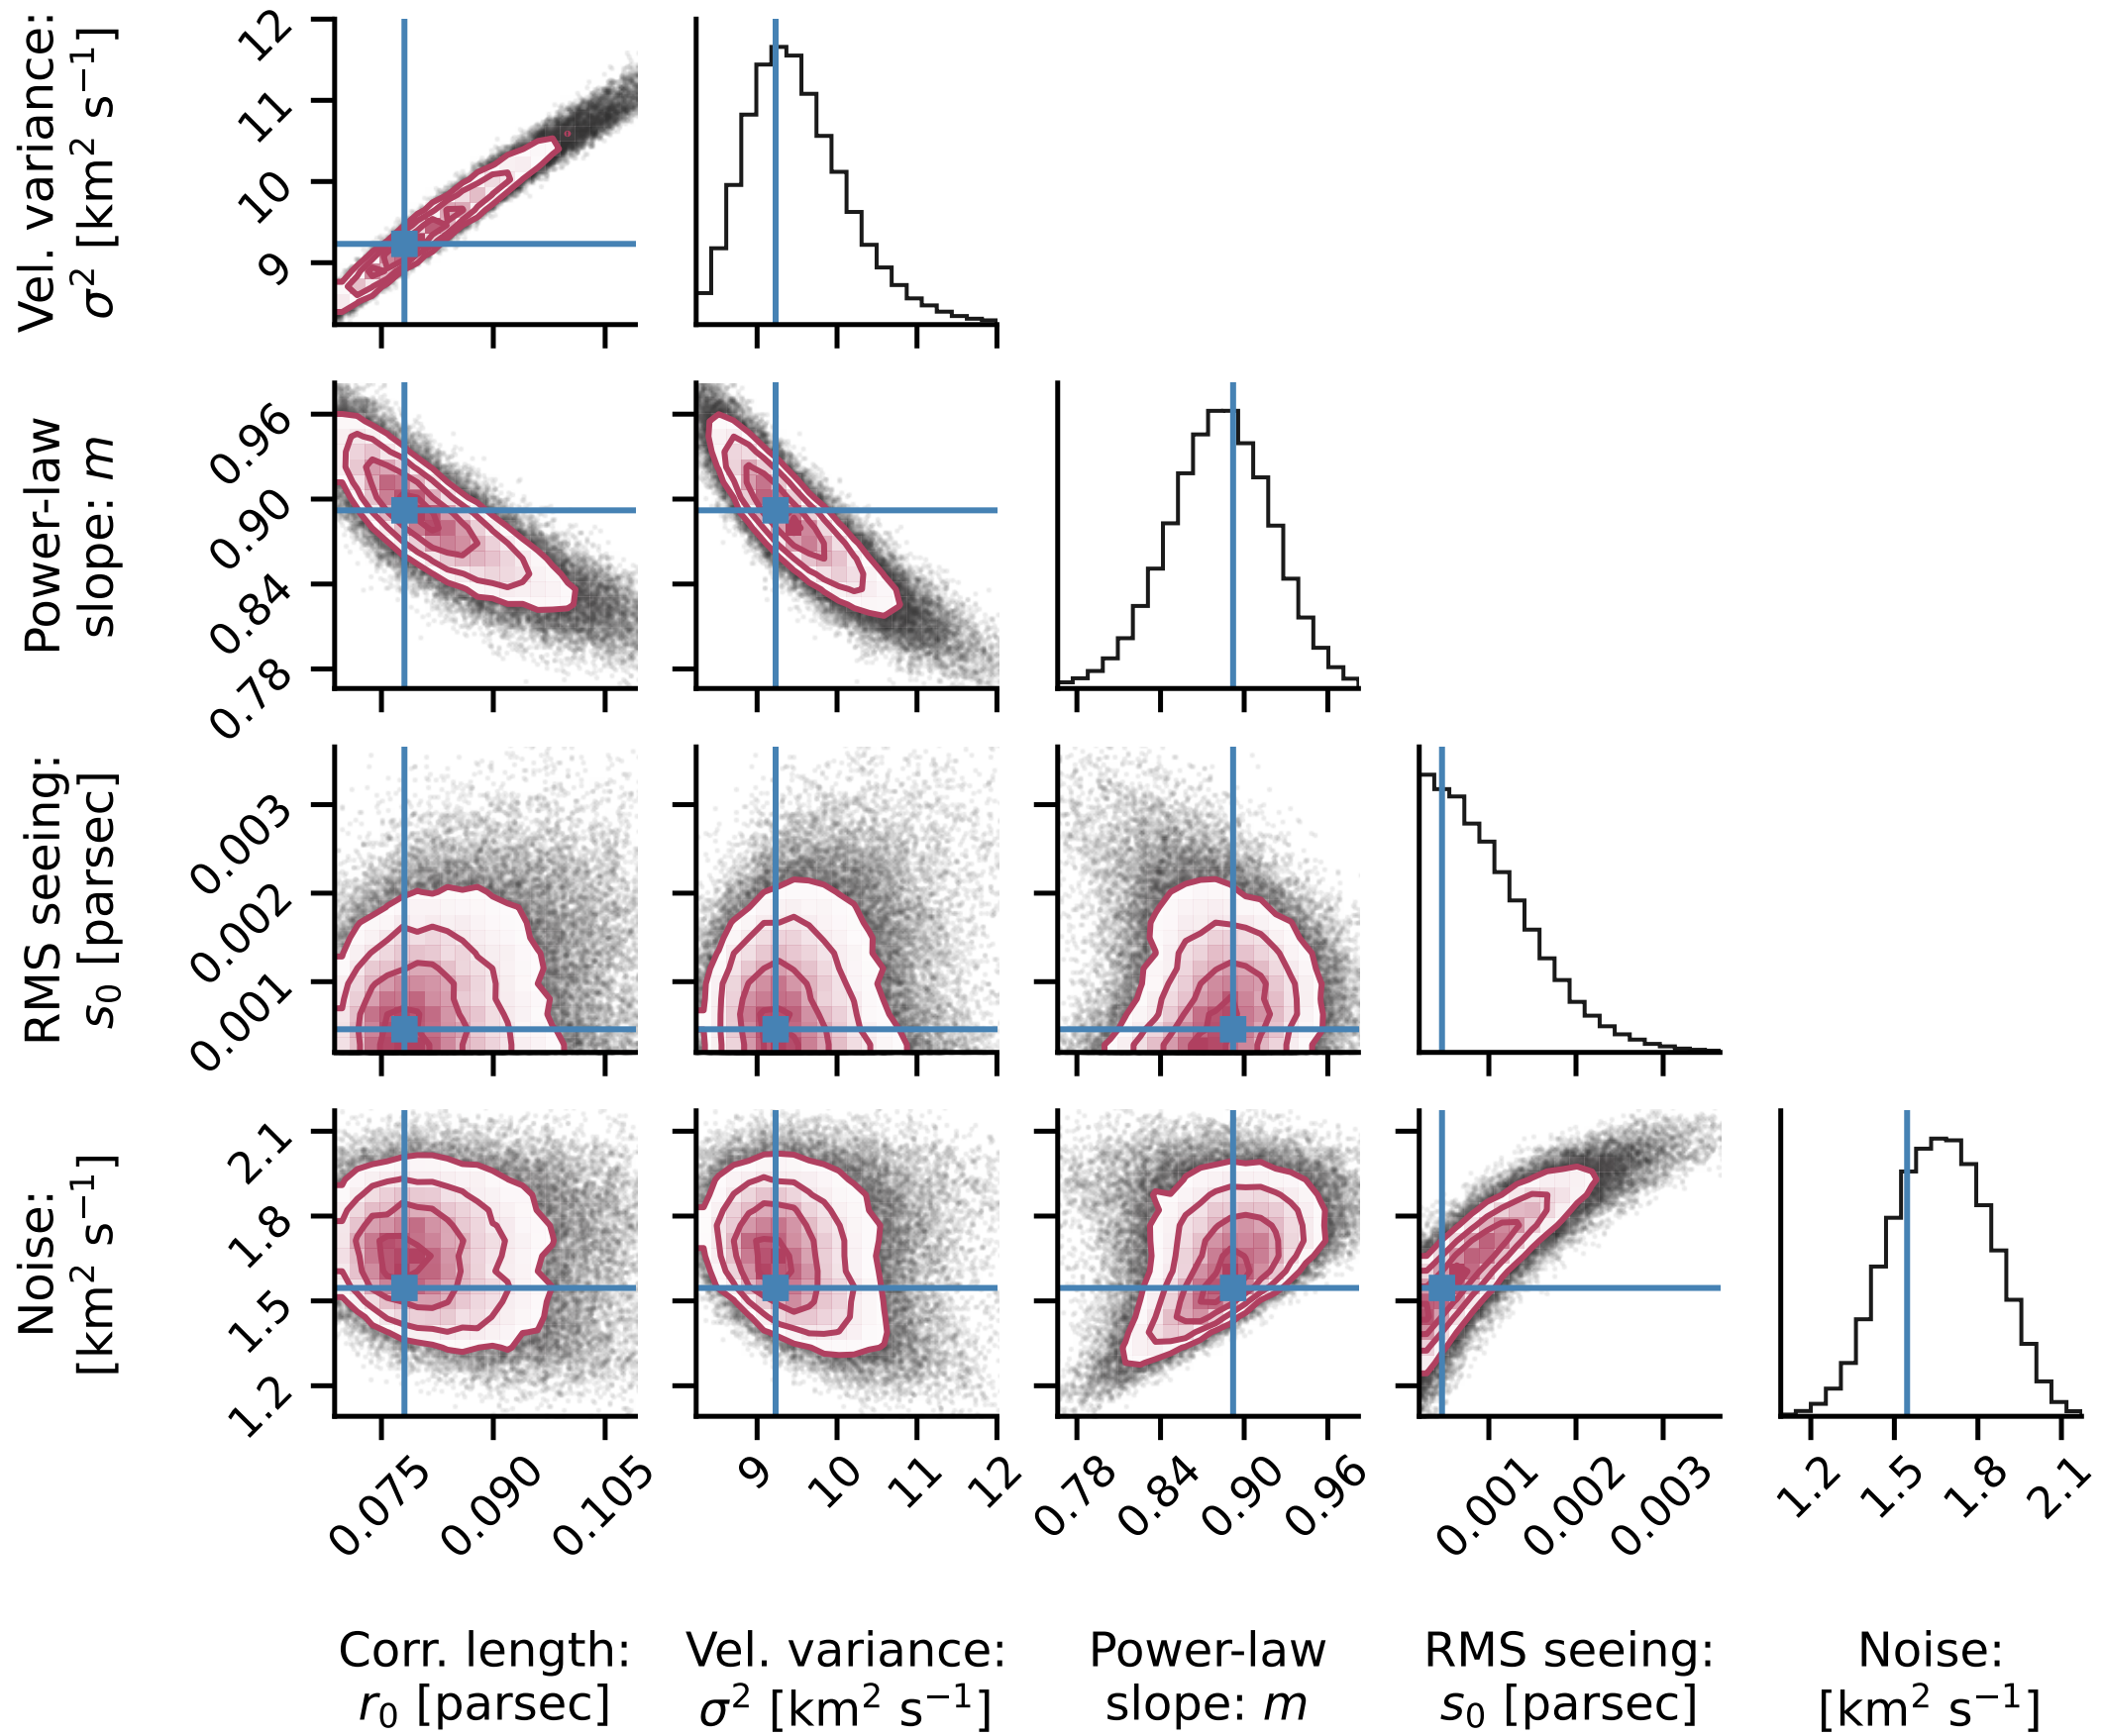 Vel. variance:
σ² [km² s⁻¹]
12
11
10
9
Power-law
slope: m
0.96
0.90
0.84
0.78
RMS seeing:
s₀ [parsec]
0.003
0.002
0.001
Noise:
[km² s⁻¹]
2.1
1.8
1.5
1.2
0.075 0.090 0.105 9 10 11 12 0.78 0.84 0.90 0.96 0.001 0.002 0.003 1.2 1.5 1.8 2.1
Corr. length:
r₀ [parsec]
Vel. variance:
σ² [km² s⁻¹]
Power-law
slope: m
RMS seeing:
s₀ [parsec]
Noise:
[km² s⁻¹]